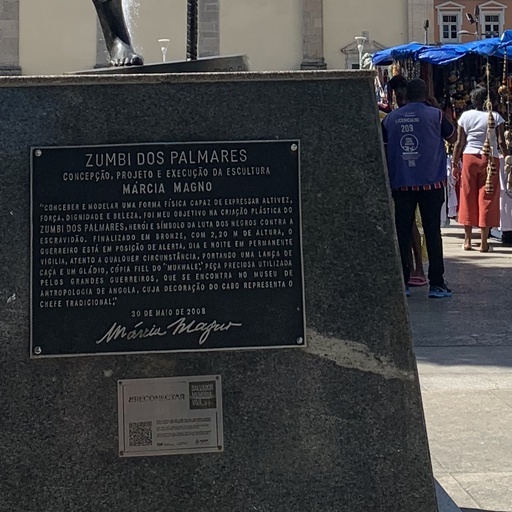 ZUMBI DOS PALMARES
CONCEPÇÃO, PROJETO E EXECUÇÃO DA ESCULTURA
MÁRCIA MAGNO
"CONCEBER E MODELAR UMA FORMA FÍSICA CAPAZ DE EXPRESSAR ALTIVEZ,
FORÇA, DIGNIDADE E BELEZA, FOI MEU OBJETIVO NA CRIAÇÃO PLÁSTICA DO
ZUMBI DOS PALMARES, HERÓI E SÍMBOLO DA LUTA DOS NEGROS CONTRA A
ESCRAVIDÃO. FINALIZADO EM BRONZE, COM 2,20 M DE ALTURA, O
GUERREIRO ESTÁ EM POSIÇÃO DE ALERTA, DIA E NOITE EM PERMANENTE
VIGÍLIA, ATENTO A QUALQUER CIRCUNSTÂNCIA, PORTANDO UMA LANÇA DE
CAÇA E UM GLÁDIO, CÓPIA FIEL DO "MUKWALE", PEÇA PRECIOSA UTILIZADA
PELOS GRANDES GUERREIROS, QUE SE ENCONTRA NO MUSEU DE
ANTROPOLOGIA DE ANGOLA, CUJA DECORAÇÃO DO CABO REPRESENTA O
CHEFE TRADICIONAL."
30 DE MAIO DE 2008
Márcia Magno
#RECONECTAR
SALVADOR
LICENCIADO
209